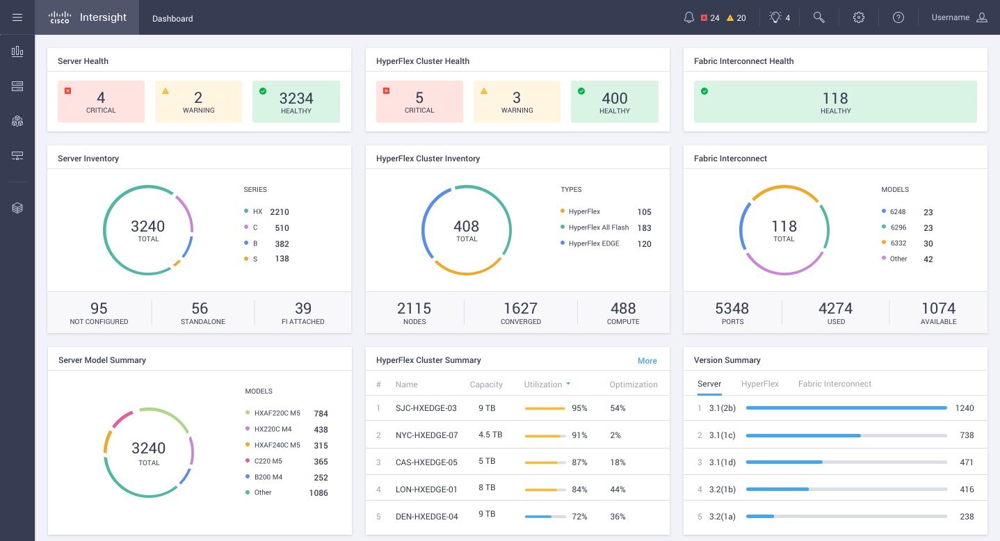 CISCO Intersight Dashboard 24 20 4 Username
Server Health
4 2 3234
CRITICAL WARNING HEALTHY
HyperFlex Cluster Health
5 3 400
CRITICAL WARNING HEALTHY
Fabric Interconnect Health
118
HEALTHY
Server Inventory
3240
TOTAL
SERIES
HX 2210
C 510
B 382
S 138
95 56 39
NOT CONFIGURED STANDALONE FI ATTACHED
HyperFlex Cluster Inventory
408
TOTAL
TYPES
HyperFlex 105
HyperFlex All Flash 183
HyperFlex EDGE 120
2115 1627 488
NODES CONVERGED COMPUTE
Fabric Interconnect
118
TOTAL
MODELS
6248 23
6296 23
6332 30
Other 42
5348 4274 1074
PORTS USED AVAILABLE
Server Model Summary
3240
TOTAL
MODELS
HXAF220C M5 784
HX220C M4 438
HXAF240C M5 315
C220 M5 365
B200 M4 252
Other 1086
HyperFlex Cluster Summary More
# Name Capacity Utilization Optimization
1 SJC-HXEDGE-03 9 TB 95% 54%
2 NYC-HXEDGE-07 4.5 TB 91% 2%
3 CAS-HXEDGE-05 5 TB 87% 18%
4 LON-HXEDGE-01 8 TB 84% 44%
5 DEN-HXEDGE-04 9 TB 72% 36%
Version Summary
Server HyperFlex Fabric Interconnect
1 3.1(2b) 1240
2 3.1(1c) 738
3 3.1(1d) 471
4 3.2(1b) 416
5 3.2(1a) 238